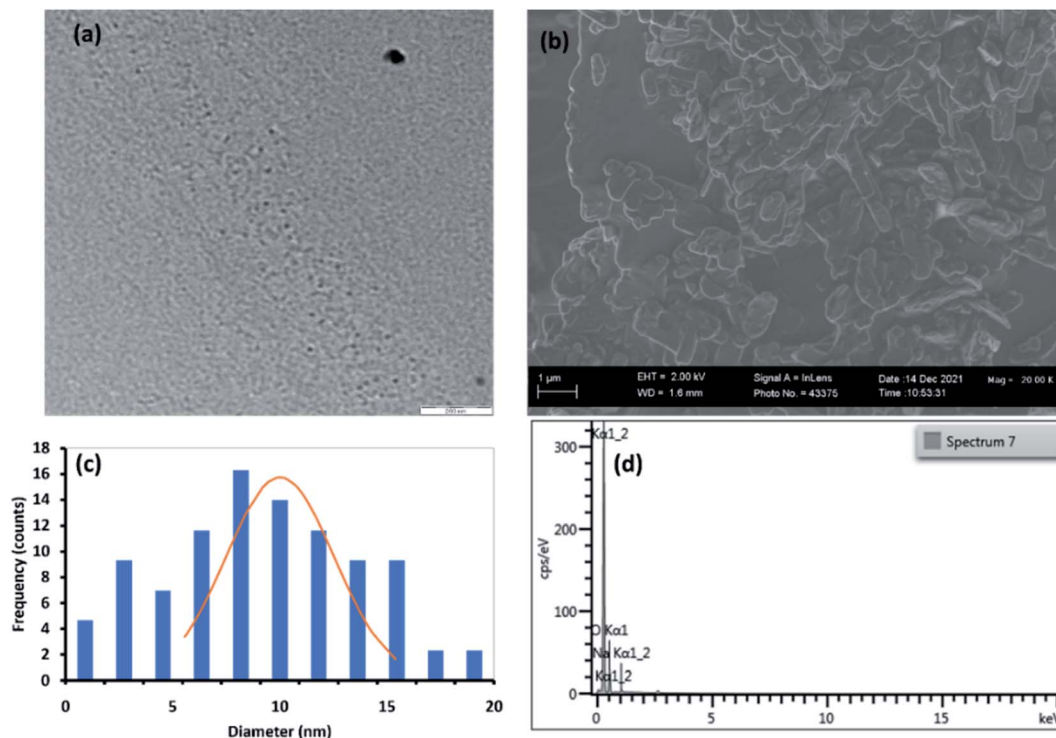 (a)
200 nm
(b)
1 µm
EHT = 2.00 kV
WD = 1.6 mm
Signal A = InLens
Photo No. = 43375
Date :14 Dec 2021
Time :10:53:31
Mag = 20.00 K
(c)
Frequency (counts)
18
16
14
12
10
8
6
4
2
0
0 5 10 15 20
Diameter (nm)
(d)
Spectrum 7
cps/eV
300
200
100
0
Kα1_2
O Kα1
Na Kα1_2
Kα1_2
0 5 10 15 keV